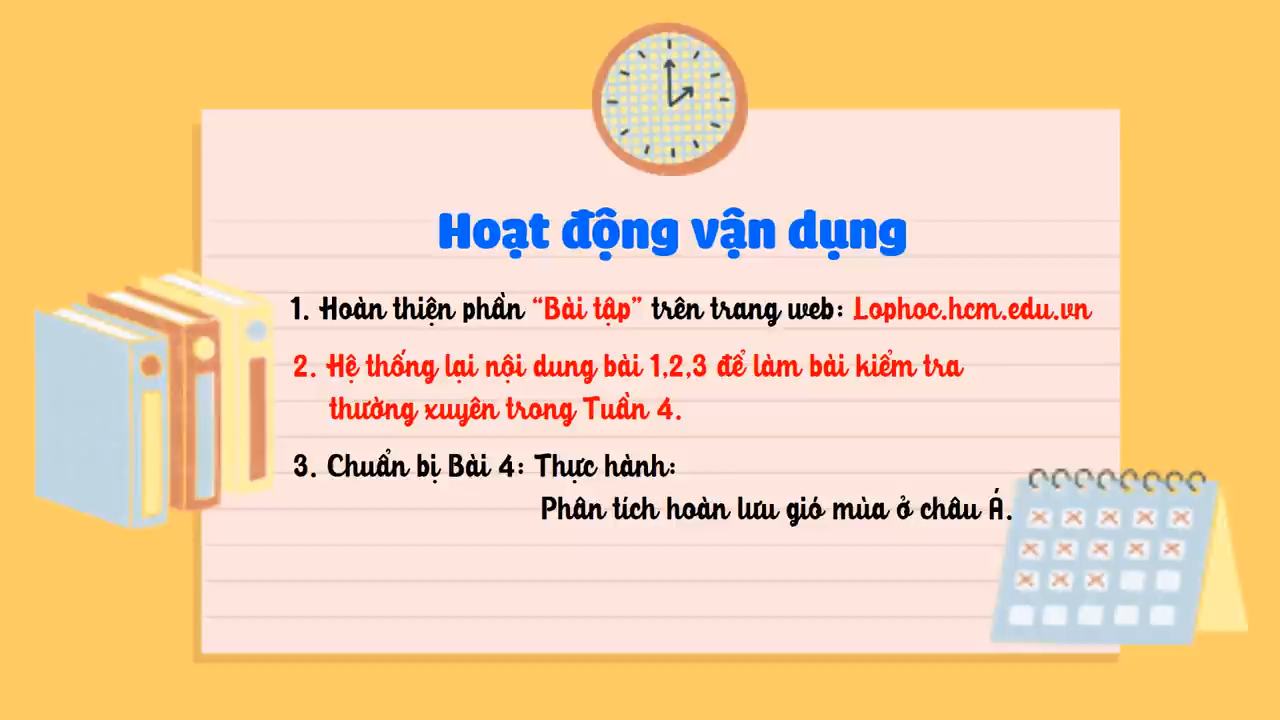 Hoạt động vận dụng
1. Hoàn thiện phần “Bài tập” trên trang web: Lophoc.hcm.edu.vn
2. Hệ thống lại nội dung bài 1,2,3 để làm bài kiểm tra
thường xuyên trong Tuần 4.
3. Chuẩn bị Bài 4: Thực hành:
Phân tích hoàn lưu gió mùa ở châu Á.